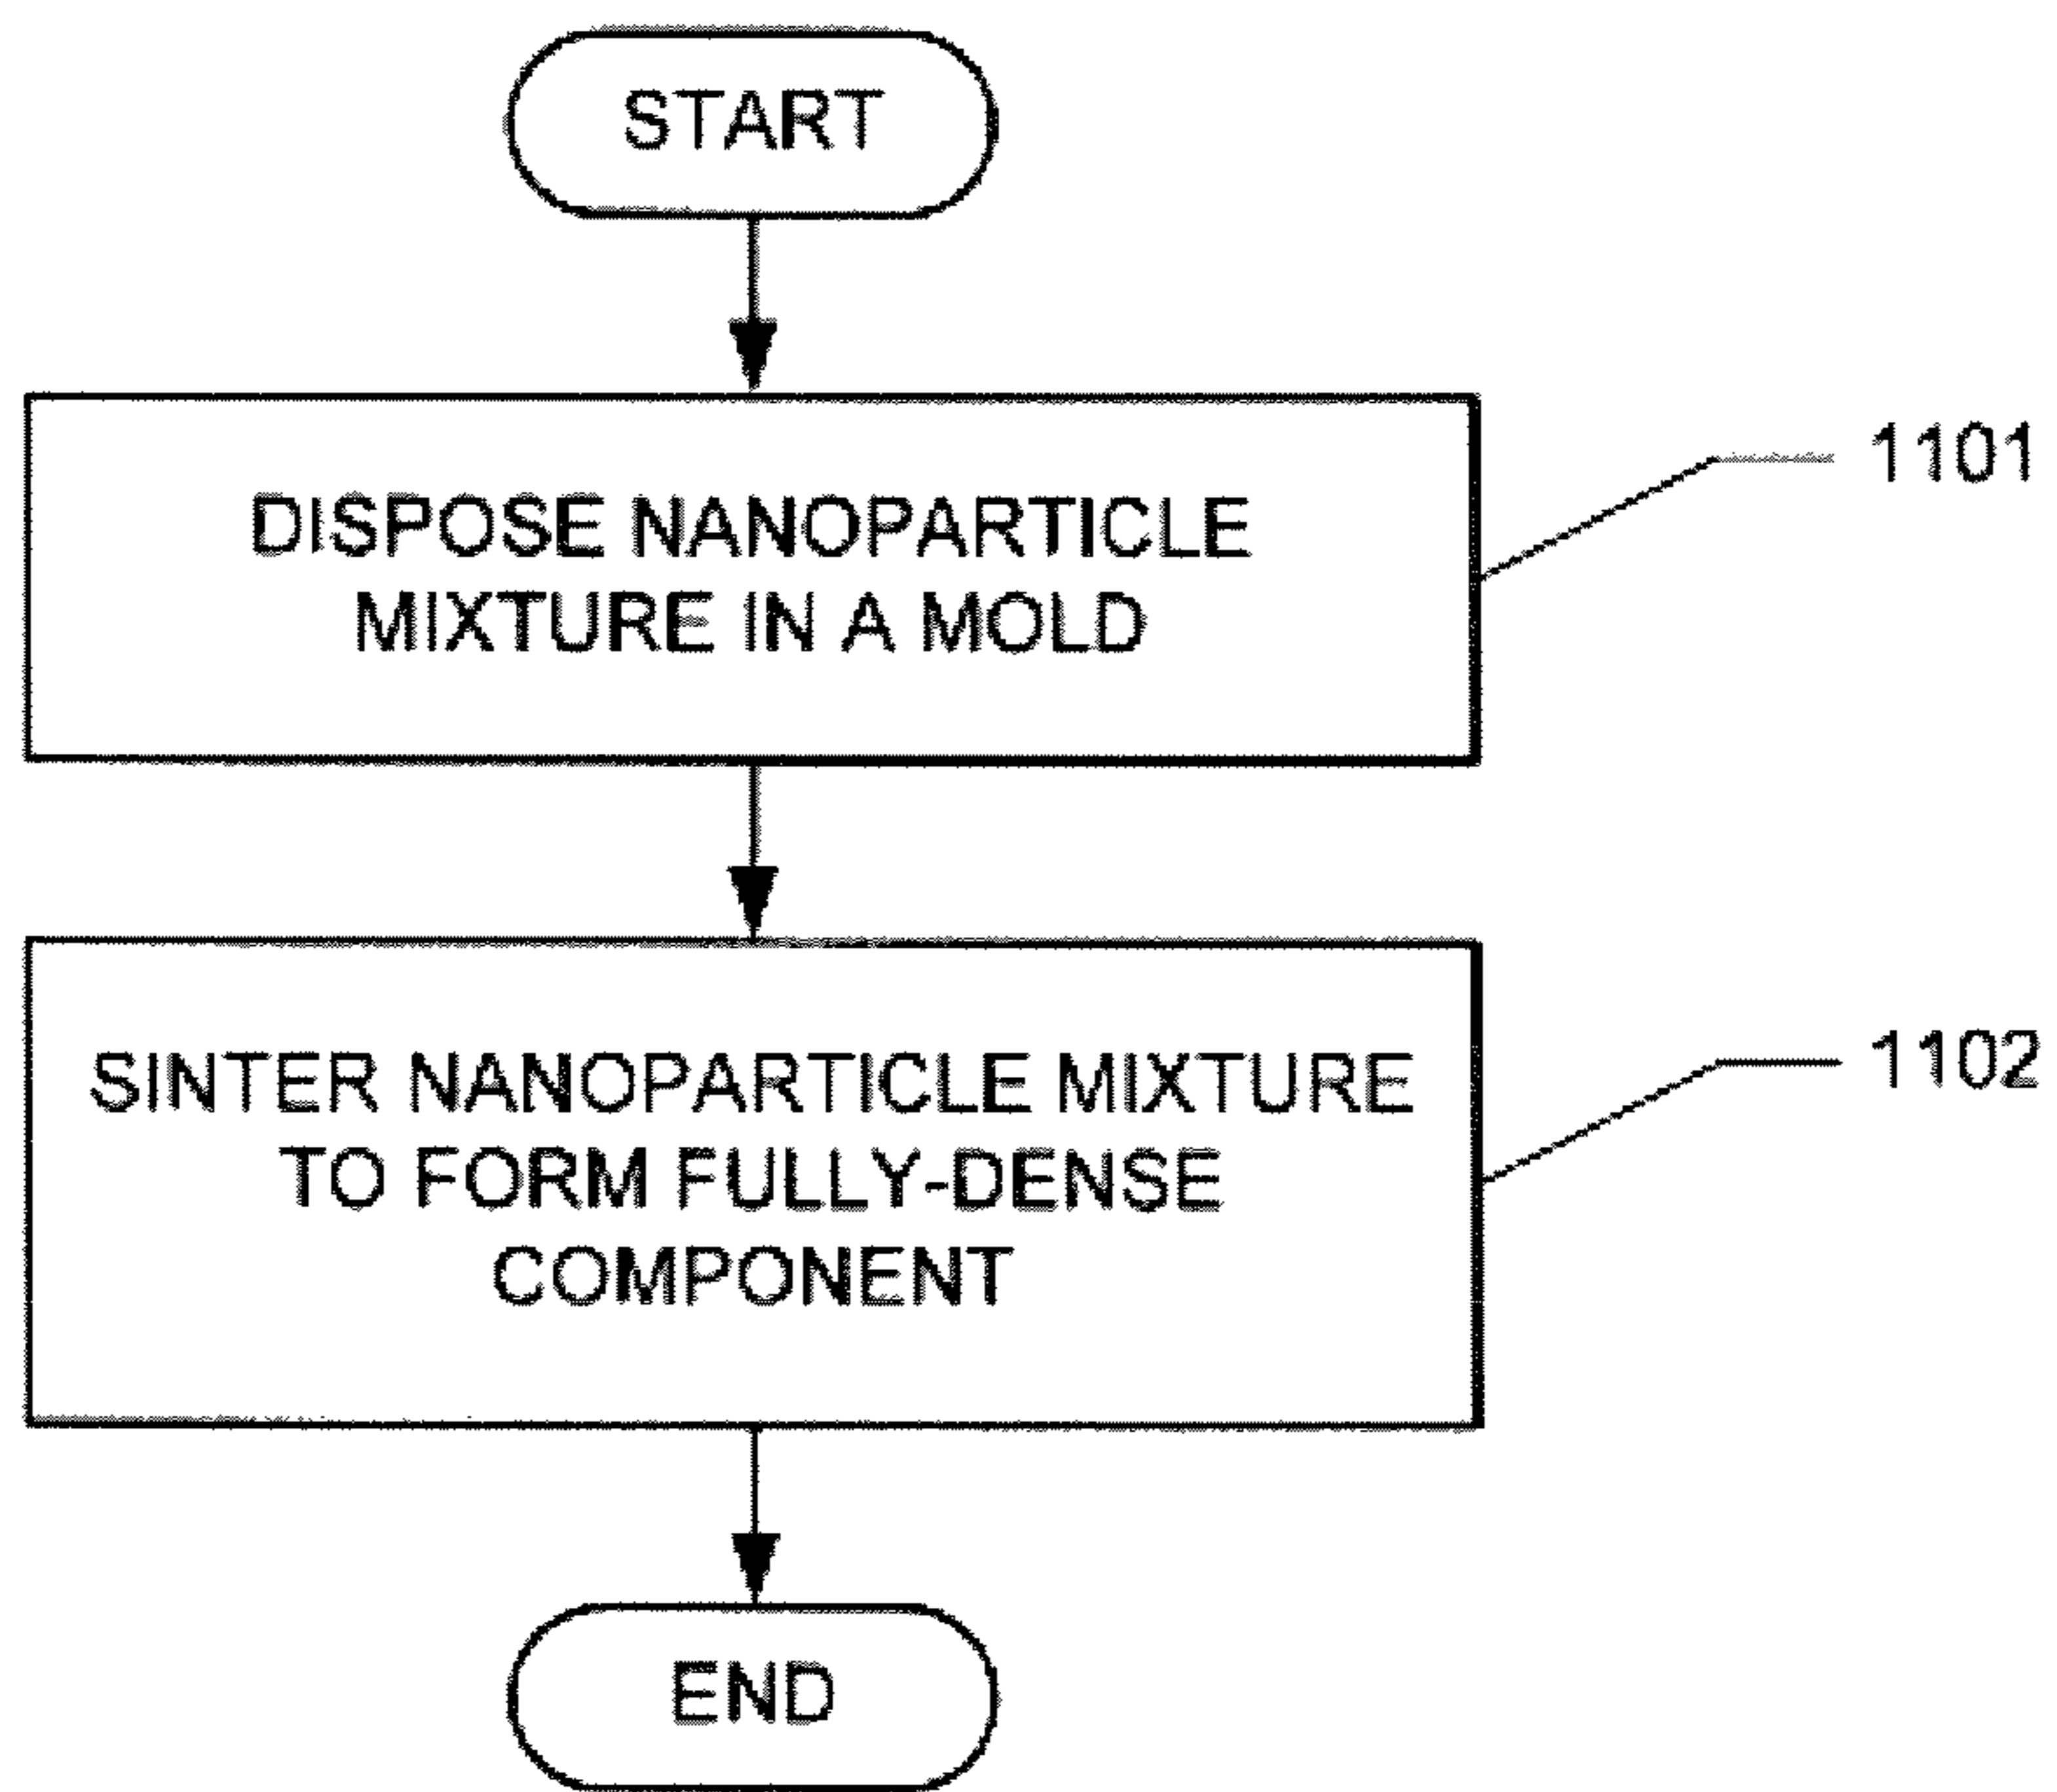 START
DISPOSE NANOPARTICLE
MIXTURE IN A MOLD
1101
SINTER NANOPARTICLE MIXTURE
TO FORM FULLY-DENSE
COMPONENT
1102
END